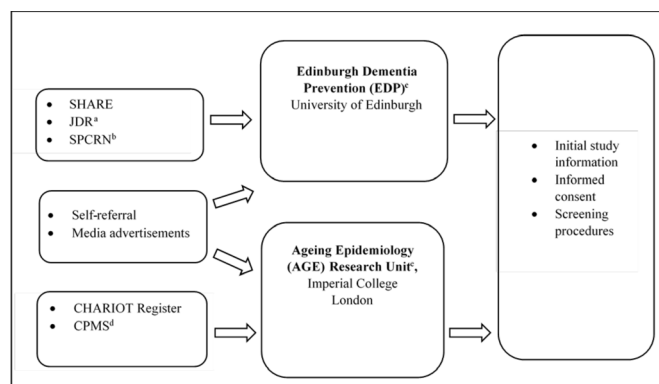 SHARE
JDRᵃ
SPCRNᵇ
Self-referral
Media advertisements
CHARIOT Register
CPMSᵈ
Edinburgh Dementia
Prevention (EDP)ᶜ
University of Edinburgh
Ageing Epidemiology
(AGE) Research Unitᶜ,
Imperial College
London
Initial study
information
Informed
consent
Screening
procedures